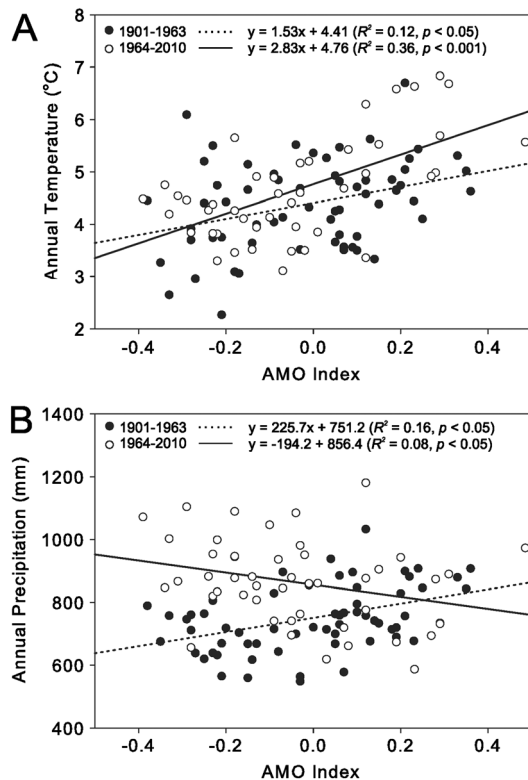 A
8
1901-1963 y = 1.53x + 4.41 (R² = 0.12, p < 0.05)
1964-2010 y = 2.83x + 4.76 (R² = 0.36, p < 0.001)
7
6
5
4
3
2
Annual Temperature (°C)
-0.4 -0.2 0.0 0.2 0.4
AMO Index
B
1400
1901-1963 y = 225.7x + 751.2 (R² = 0.16, p < 0.05)
1964-2010 y = -194.2 + 856.4 (R² = 0.08, p < 0.05)
1200
1000
800
600
400
Annual Precipitation (mm)
-0.4 -0.2 0.0 0.2 0.4
AMO Index